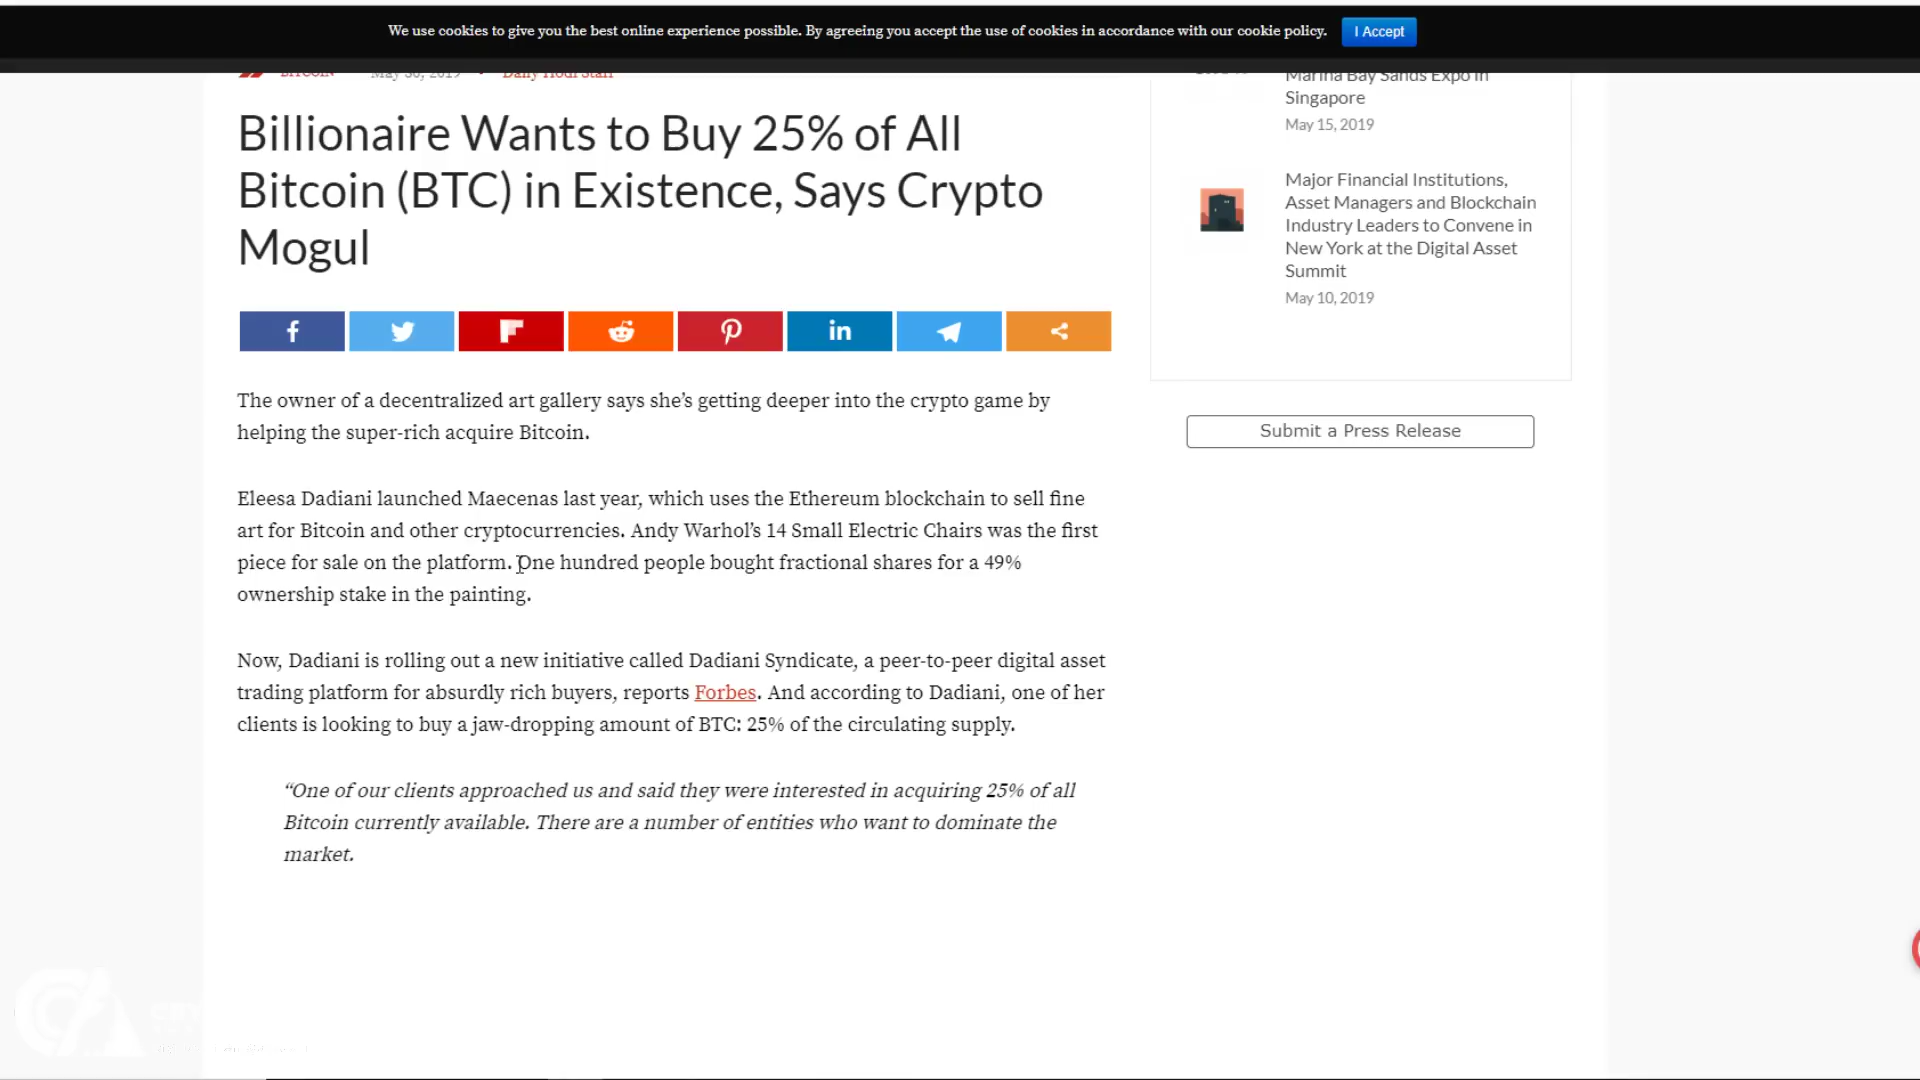 We use cookies to give you the best online experience possible. By agreeing you accept the use of cookies in accordance with our cookie policy.
I Accept
BITCOIN May 30, 2019 Daily Hodl Staff
Billionaire Wants to Buy 25% of All
Bitcoin (BTC) in Existence, Says Crypto
Mogul
The owner of a decentralized art gallery says she’s getting deeper into the crypto game by
helping the super-rich acquire Bitcoin.
Eleesa Dadiani launched Maecenas last year, which uses the Ethereum blockchain to sell fine
art for Bitcoin and other cryptocurrencies. Andy Warhol’s 14 Small Electric Chairs was the first
piece for sale on the platform. One hundred people bought fractional shares for a 49%
ownership stake in the painting.
Now, Dadiani is rolling out a new initiative called Dadiani Syndicate, a peer-to-peer digital asset
trading platform for absurdly rich buyers, reports Forbes. And according to Dadiani, one of her
clients is looking to buy a jaw-dropping amount of BTC: 25% of the circulating supply.
“One of our clients approached us and said they were interested in acquiring 25% of all
Bitcoin currently available. There are a number of entities who want to dominate the
market.
Marina Bay Sands Expo in
Singapore
May 15, 2019
Major Financial Institutions,
Asset Managers and Blockchain
Industry Leaders to Convene in
New York at the Digital Asset
Summit
May 10, 2019
Submit a Press Release